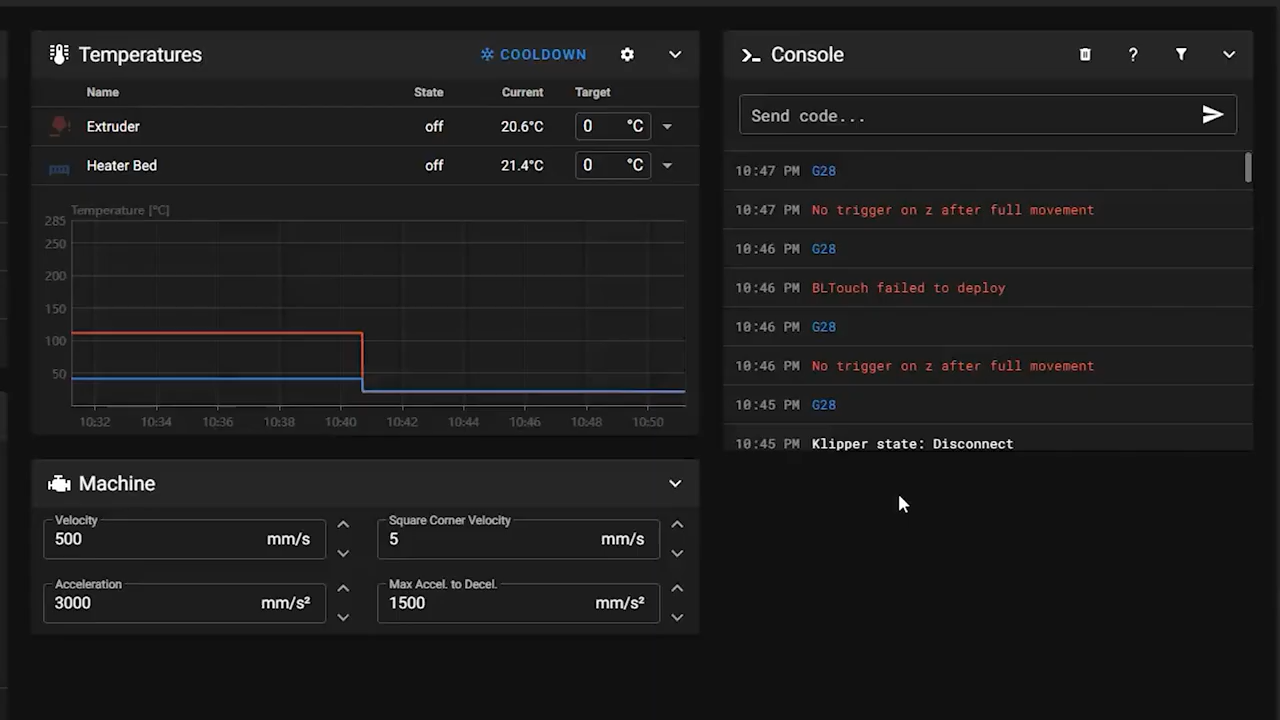 Temperatures
COOLDOWN
Name State Current Target
Extruder off 20.6°C 0 °C
Heater Bed off 21.4°C 0 °C
Temperature [°C]
285
250
200
150
100
50
10:32 10:34 10:36 10:38 10:40 10:42 10:44 10:46 10:48 10:50
Machine
Velocity
500 mm/s
Square Corner Velocity
5 mm/s
Acceleration
3000 mm/s²
Max Accel. to Decel.
1500 mm/s²
Console
Send code...
10:47 PM G28
10:47 PM No trigger on z after full movement
10:46 PM G28
10:46 PM BLTouch failed to deploy
10:46 PM G28
10:46 PM No trigger on z after full movement
10:45 PM G28
10:45 PM Klipper state: Disconnect